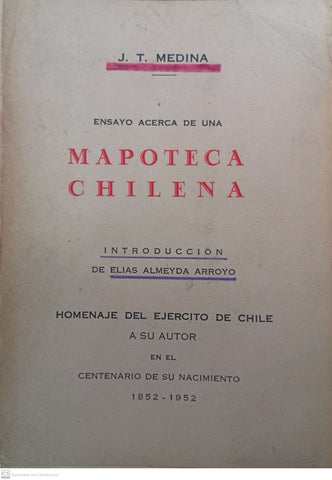 J. T. MEDINA
ENSAYO ACERCA DE UNA
MAPOTECA
CHILENA
INTRODUCCIÓN
DE ELIAS ALMEYDA ARROYO
HOMENAJE DEL EJERCITO DE CHILE
A SU AUTOR
EN EL
CENTENARIO DE SU NACIMIENTO
1852-1952
CS